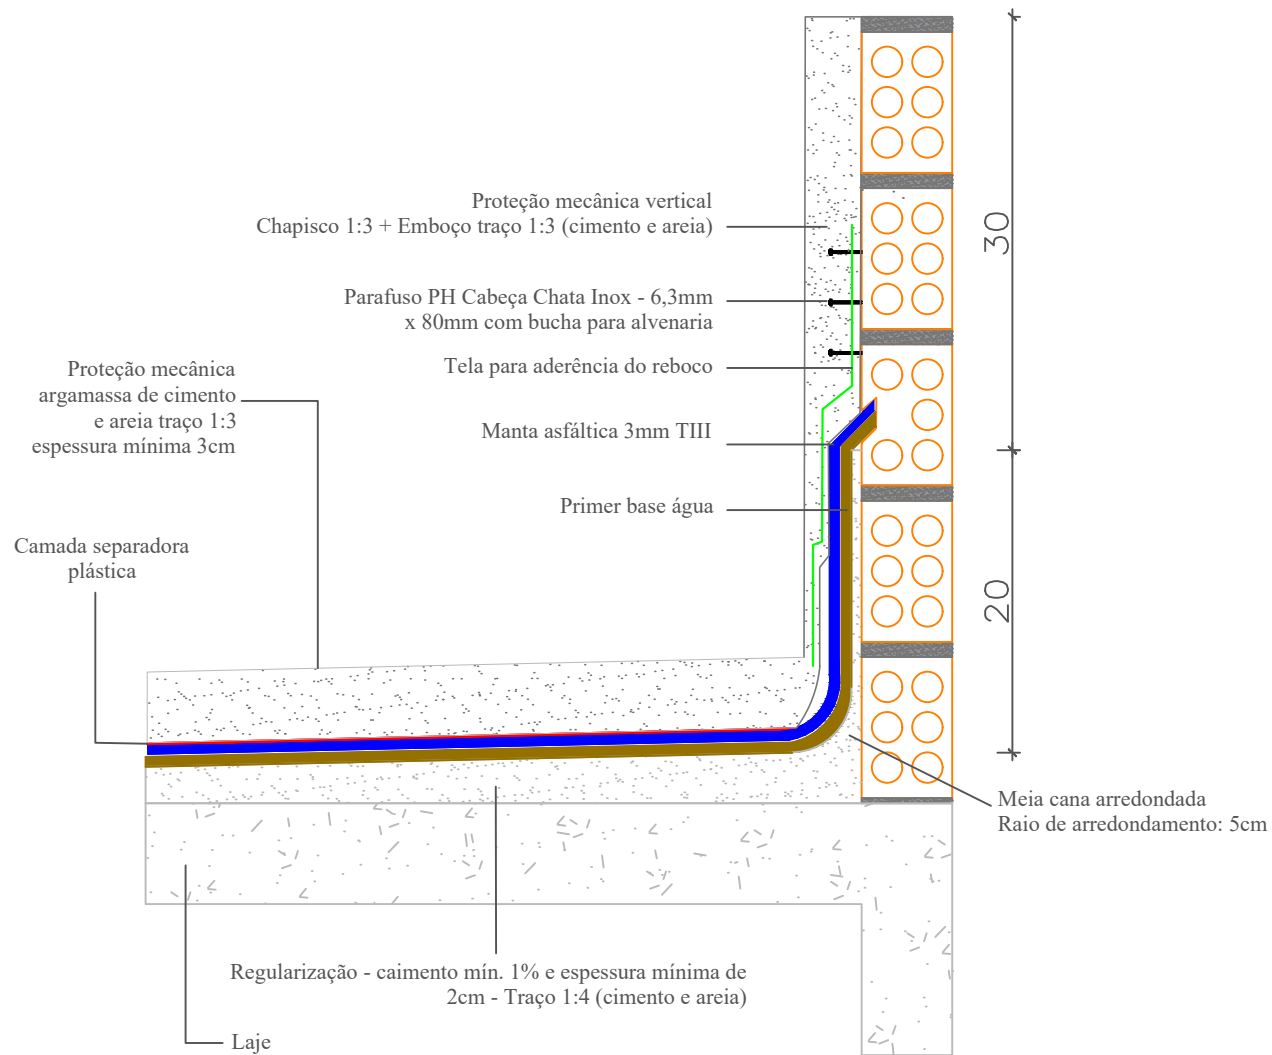 Proteção mecânica vertical
Chapisco 1:3 + Emboço traço 1:3 (cimento e areia)
30
Parafuso PH Cabeça Chata Inox - 6,3mm
x 80mm com bucha para alvenaria
Tela para aderência do reboco
Proteção mecânica
argamassa de cimento
e areia traço 1:3
espessura mínima 3cm
Manta asfáltica 3mm TIII
Primer base água
Camada separadora
plástica
20
Meia cana arredondada
Raio de arredondamento: 5cm
Regularização - caimento mín. 1% e espessura mínima de
2cm - Traço 1:4 (cimento e areia)
Laje